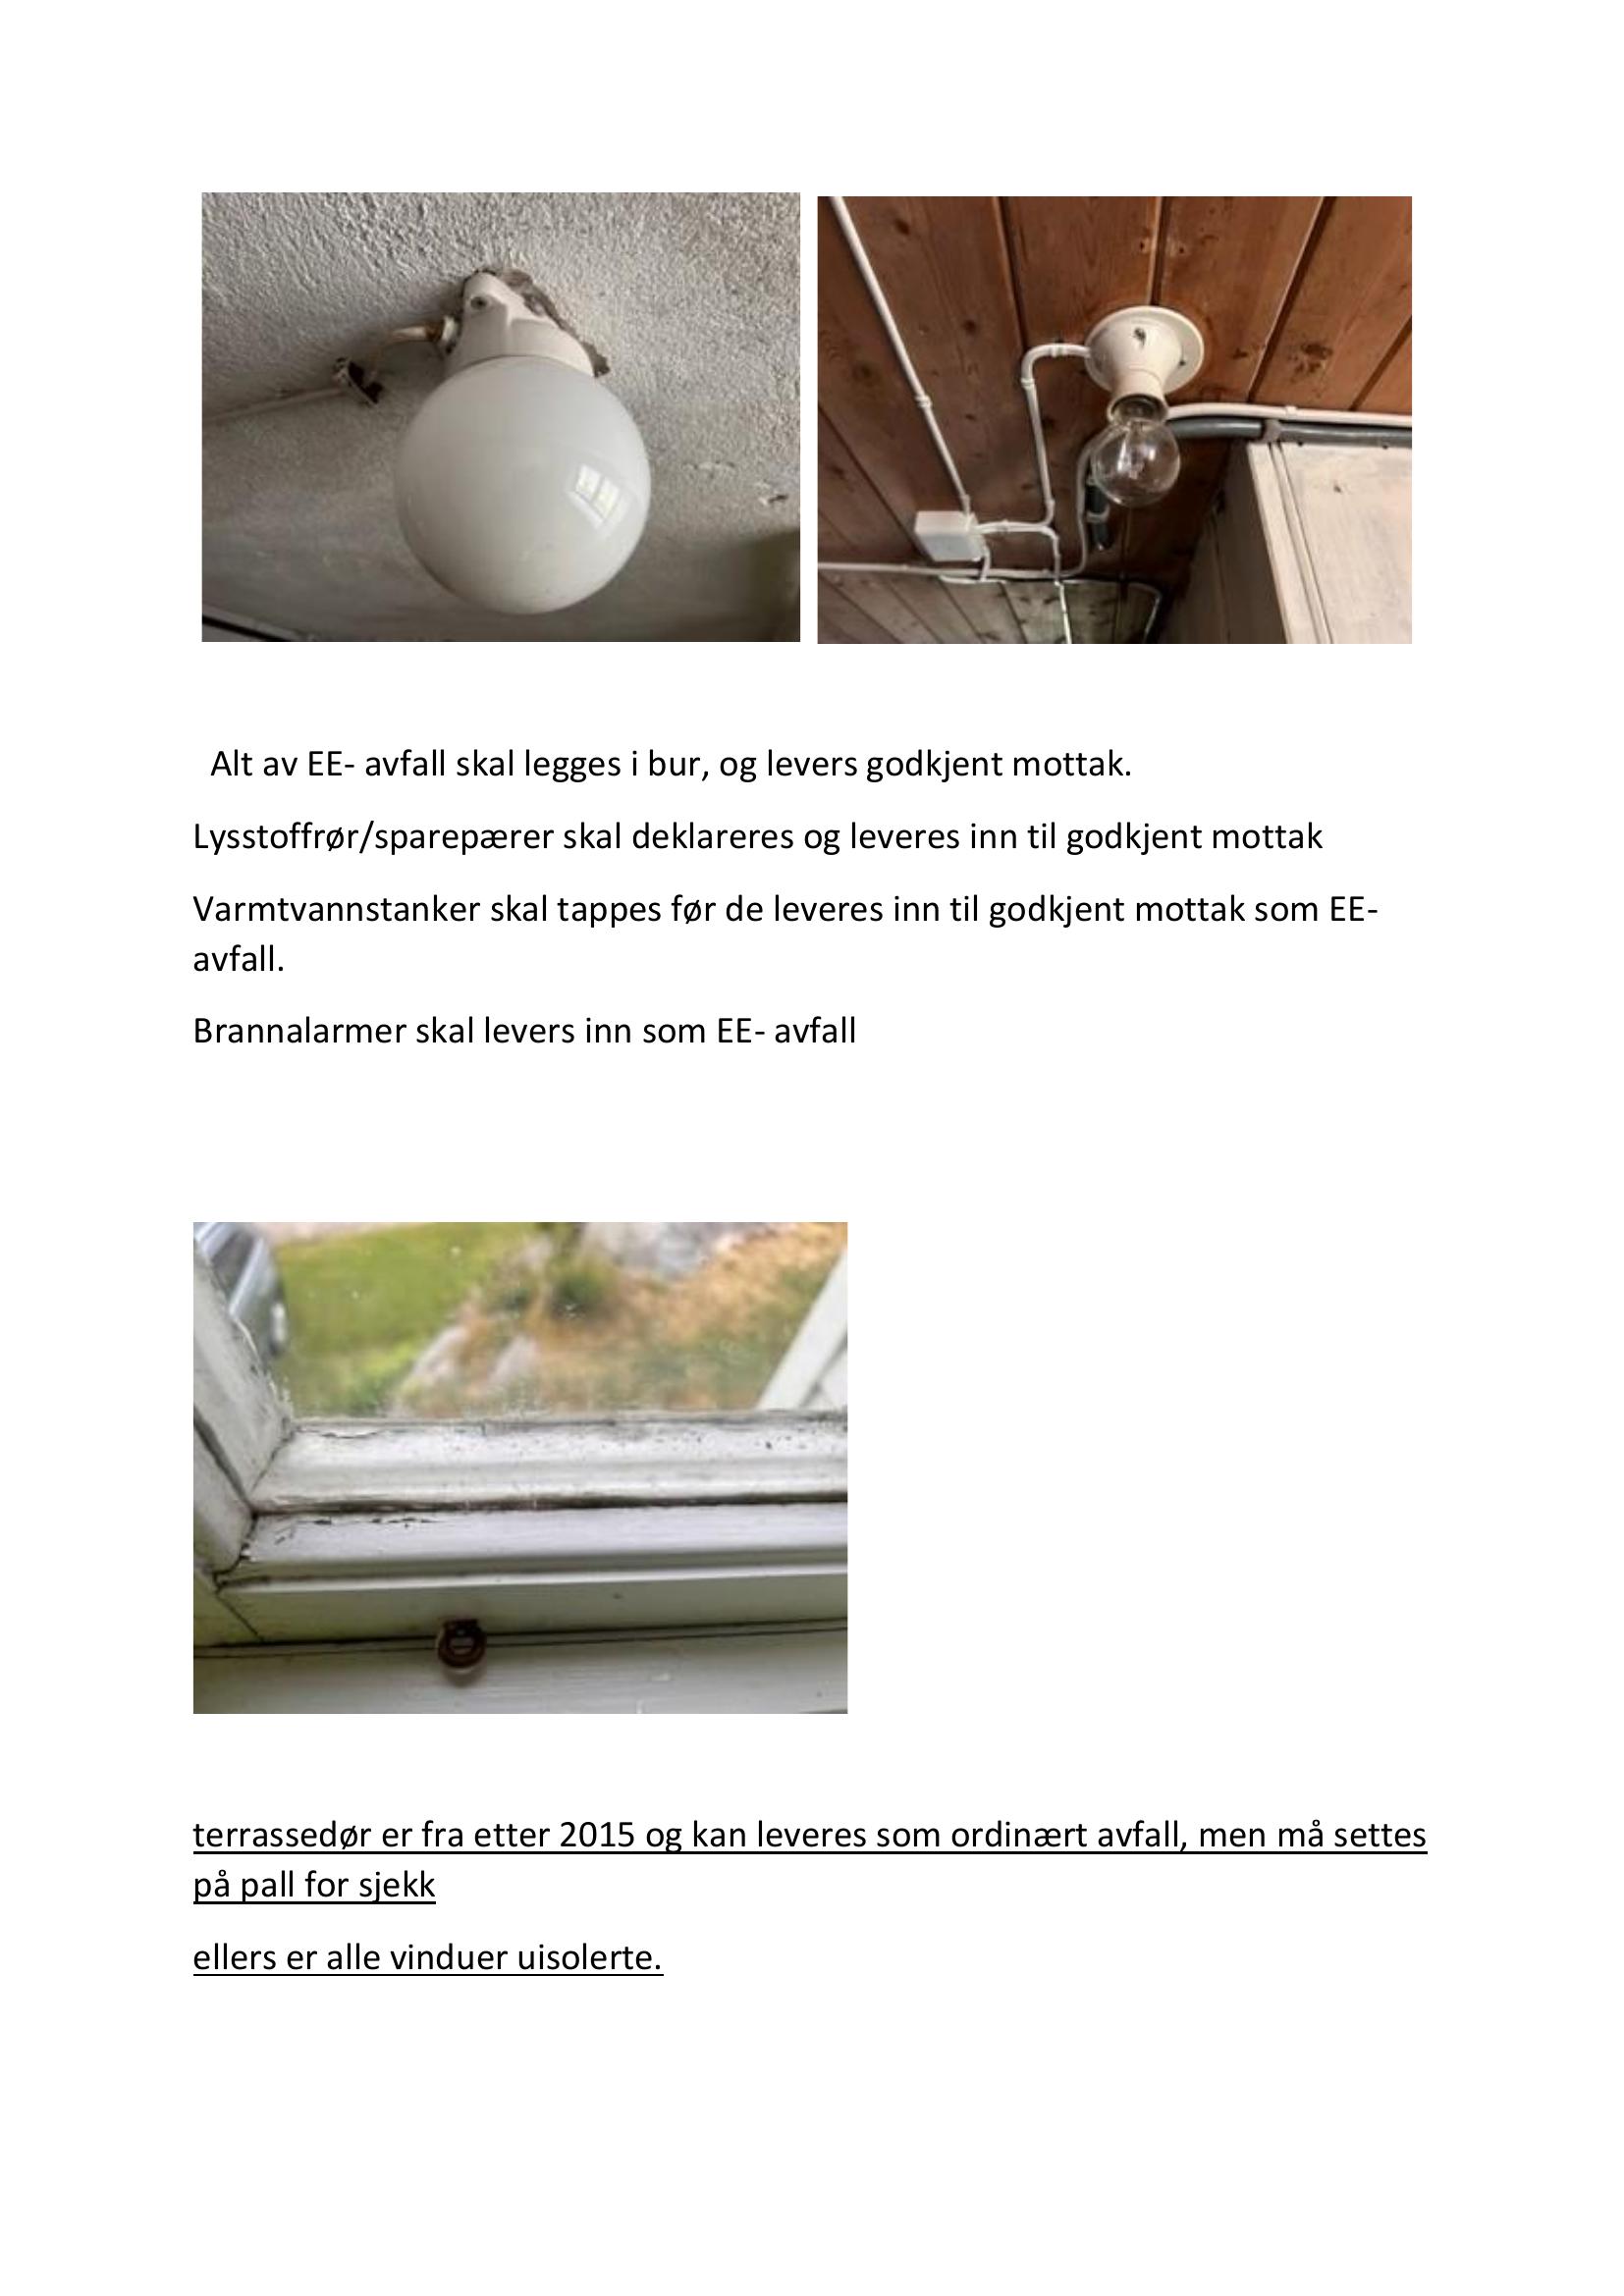 Alt av EE- avfall skal legges i bur, og levers godkjent mottak.
Lysstoffrør/sparepærer skal deklareres og leveres inn til godkjent mottak
Varmtvannstanker skal tappes før de leveres inn til godkjent mottak som EE-
avfall.
Brannalarmer skal levers inn som EE- avfall
terrassedør er fra etter 2015 og kan leveres som ordinært avfall, men må settes
på pall for sjekk
ellers er alle vinduer uisolerte.